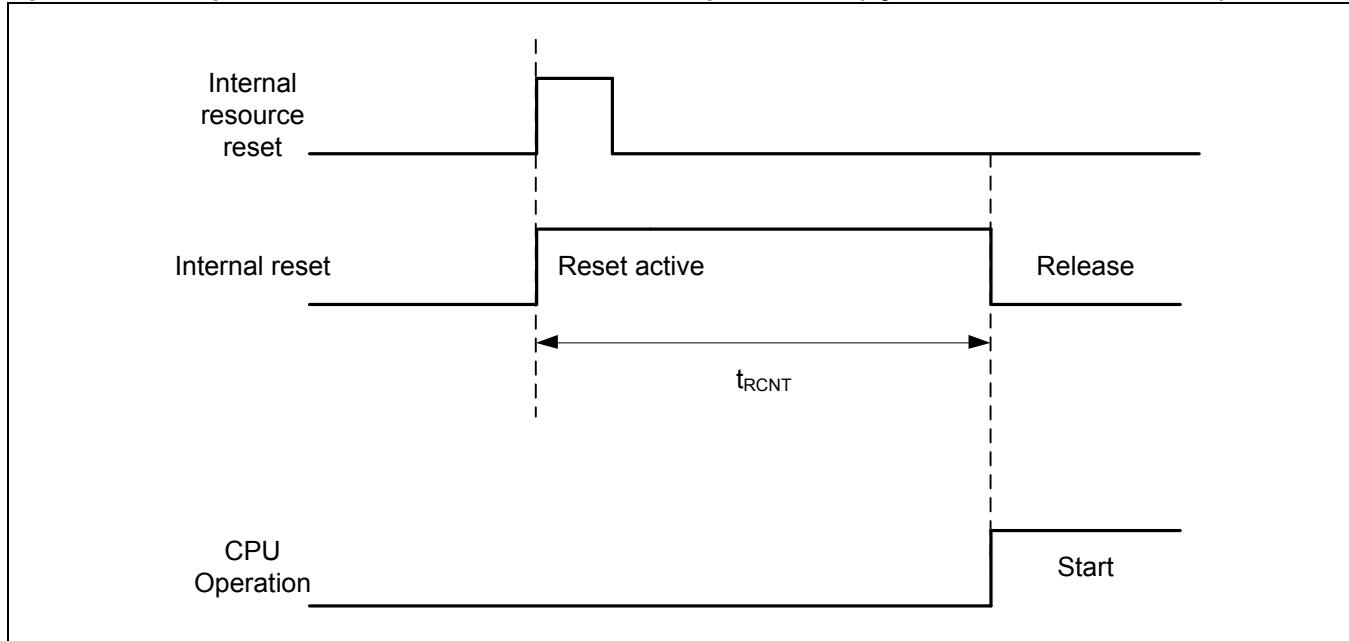 Internal
resource
reset
Internal reset
Reset active
Release
tRCNT
CPU
Operation
Start